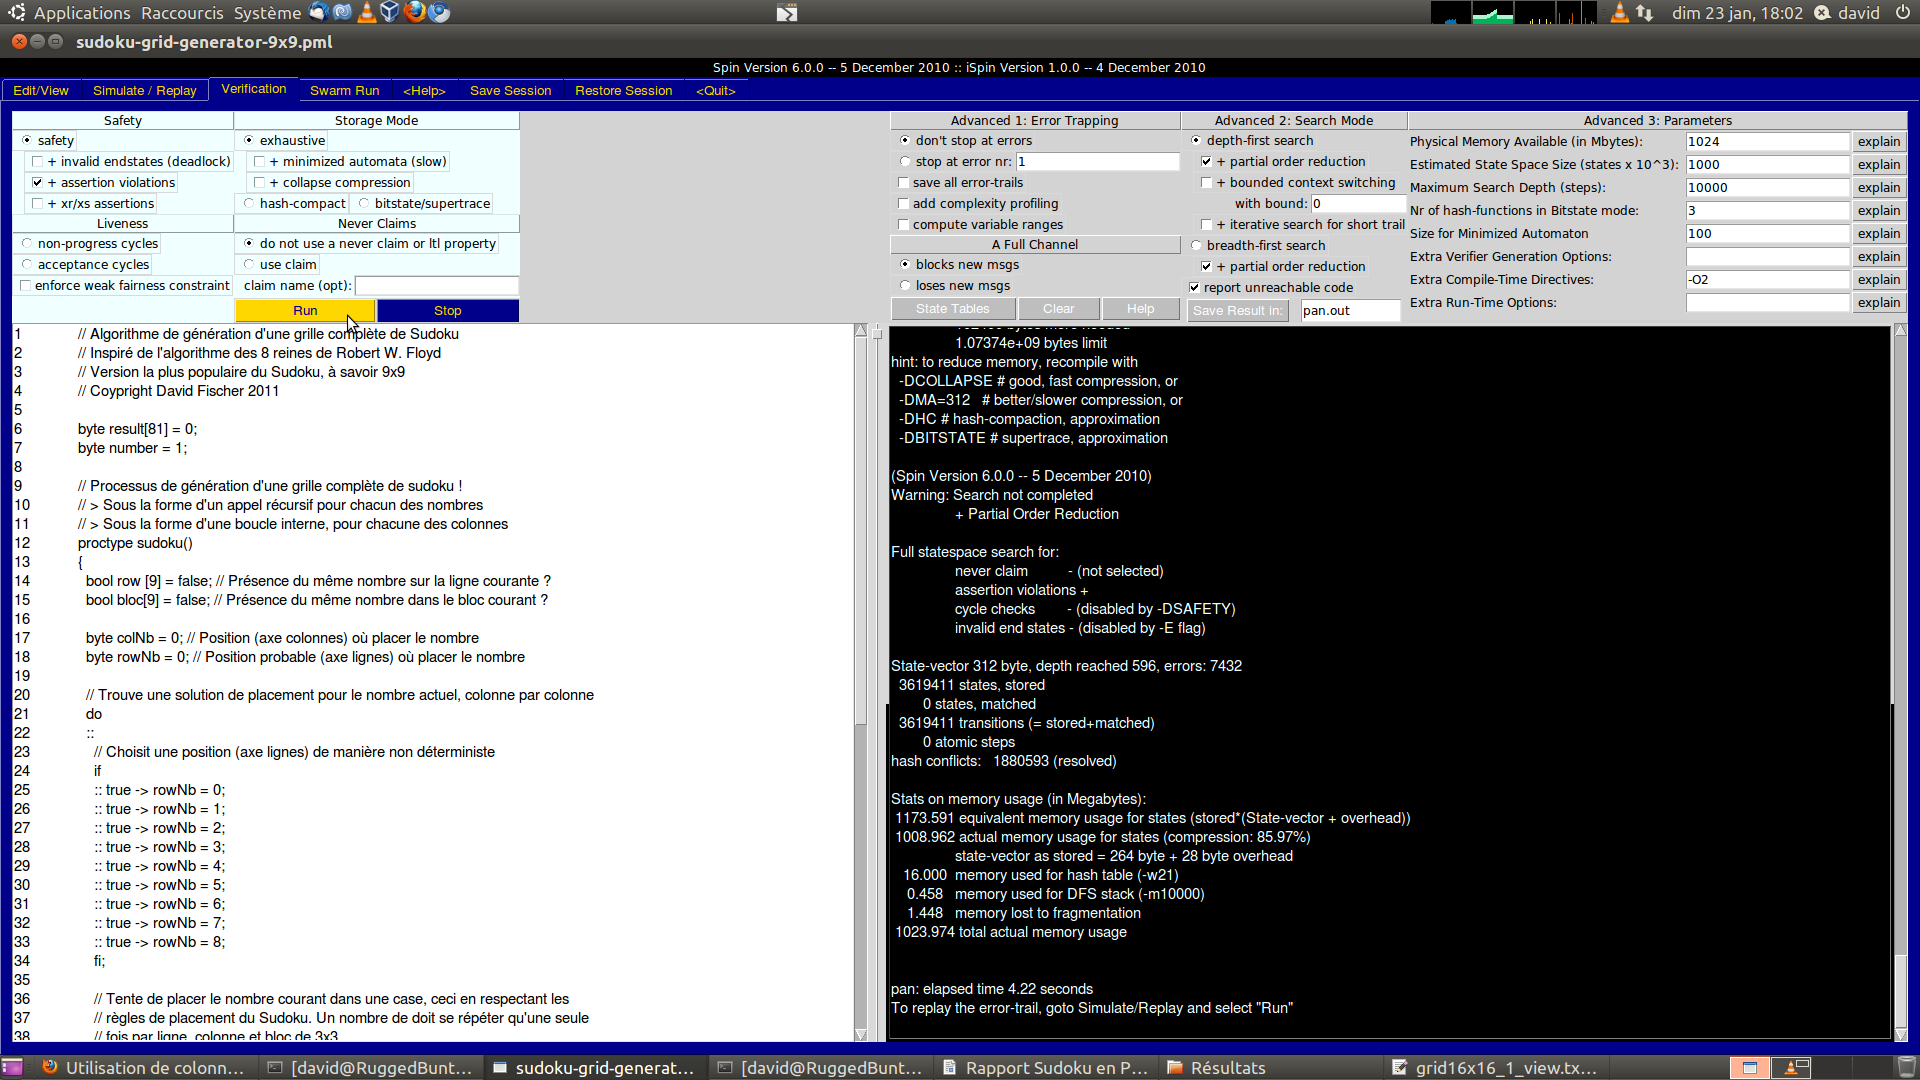 Applications Raccourcis Système dim 23 jan, 18:02 david
sudoku-grid-generator-9x9.pml
Spin Version 6.0.0 -- 5 December 2010 :: iSpin Version 1.0.0 -- 4 December 2010
Edit/View Simulate / Replay Verification Swarm Run <Help> Save Session Restore Session <Quit>
Safety
safety
+ invalid endstates (deadlock)
+ assertion violations
+ xr/xs assertions
Liveness
non-progress cycles
acceptance cycles
enforce weak fairness constraint
Storage Mode
exhaustive
+ minimized automata (slow)
+ collapse compression
hash-compact bitstate/supertrace
Never Claims
do not use a never claim or ltl property
use claim
claim name (opt):
Run Stop
Advanced 1: Error Trapping
don't stop at errors
stop at error nr: 1
save all error-trails
add complexity profiling
compute variable ranges
A Full Channel
blocks new msgs
loses new msgs
State Tables Clear Help
Advanced 2: Search Mode
depth-first search
+ partial order reduction
+ bounded context switching
with bound: 0
+ iterative search for short trail
breadth-first search
+ partial order reduction
report unreachable code
Save Result in: pan.out
Advanced 3: Parameters
Physical Memory Available (in Mbytes): 1024 explain
Estimated State Space Size (states x 10^3): 1000 explain
Maximum Search Depth (steps): 10000 explain
Nr of hash-functions in Bitstate mode: 3 explain
Size for Minimized Automaton 100 explain
Extra Verifier Generation Options: explain
Extra Compile-Time Directives: -O2 explain
Extra Run-Time Options: explain
1 // Algorithme de génération d'une grille complète de Sudoku
2 // Inspiré de l'algorithme des 8 reines de Robert W. Floyd
3 // Version la plus populaire du Sudoku, à savoir 9x9
4 // Coypright David Fischer 2011
5
6 byte result[81] = 0;
7 byte number = 1;
8
9 // Processus de génération d'une grille complète de sudoku !
10 // > Sous la forme d'un appel récursif pour chacun des nombres
11 // > Sous la forme d'une boucle interne, pour chacune des colonnes
12 proctype sudoku()
13 {
14 bool row [9] = false; // Présence du même nombre sur la ligne courante ?
15 bool bloc[9] = false; // Présence du même nombre dans le bloc courant ?
16
17 byte colNb = 0; // Position (axe colonnes) où placer le nombre
18 byte rowNb = 0; // Position probable (axe lignes) où placer le nombre
19
20 // Trouve une solution de placement pour le nombre actuel, colonne par colonne
21 do
22 ::
23 // Choisit une position (axe lignes) de manière non déterministe
24 if
25 :: true -> rowNb = 0;
26 :: true -> rowNb = 1;
27 :: true -> rowNb = 2;
28 :: true -> rowNb = 3;
29 :: true -> rowNb = 4;
30 :: true -> rowNb = 5;
31 :: true -> rowNb = 6;
32 :: true -> rowNb = 7;
33 :: true -> rowNb = 8;
34 fi;
35
36 // Tente de placer le nombre courant dans une case, ceci en respectant les
37 // règles de placement du Sudoku. Un nombre de doit se répéter qu'une seule
38 // fois par ligne, colonne et bloc de 3x3
1.07374e+09 bytes limit
hint: to reduce memory, recompile with
-DCOLLAPSE # good, fast compression, or
-DMA=312 # better/slower compression, or
-DHC # hash-compaction, approximation
-DBITSTATE # supertrace, approximation
(Spin Version 6.0.0 -- 5 December 2010)
Warning: Search not completed
+ Partial Order Reduction
Full statespace search for:
never claim - (not selected)
assertion violations +
cycle checks - (disabled by -DSAFETY)
invalid end states - (disabled by -E flag)
State-vector 312 byte, depth reached 596, errors: 7432
3619411 states, stored
0 states, matched
3619411 transitions (= stored+matched)
0 atomic steps
hash conflicts: 1880593 (resolved)
Stats on memory usage (in Megabytes):
1173.591 equivalent memory usage for states (stored*(State-vector + overhead))
1008.962 actual memory usage for states (compression: 85.97%)
state-vector as stored = 264 byte + 28 byte overhead
16.000 memory used for hash table (-w21)
0.458 memory used for DFS stack (-m10000)
1.448 memory lost to fragmentation
1023.974 total actual memory usage
pan: elapsed time 4.22 seconds
To replay the error-trail, goto Simulate/Replay and select "Run"
Utilisation de colonn... [david@RuggedBunt... sudoku-grid-generat... [david@RuggedBunt... Rapport Sudoku en P... Résultats grid16x16_1_view.tx...